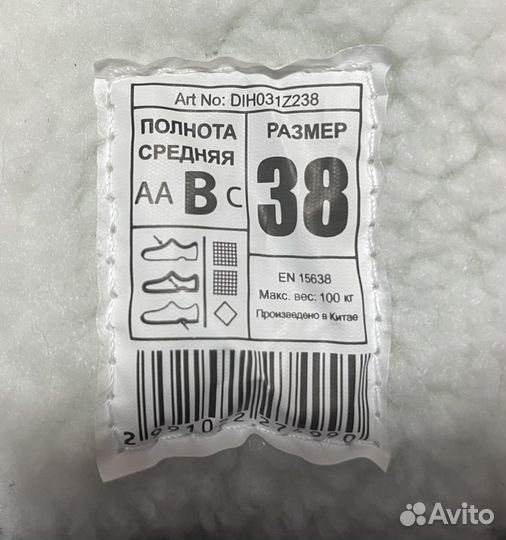 Art No: DIH031Z238
ПОЛНОТА
СРЕДНЯЯ
AA B C
РАЗМЕР
38
EN 15638
Макс. вес: 100 кг
Произведено в Китае
Avito